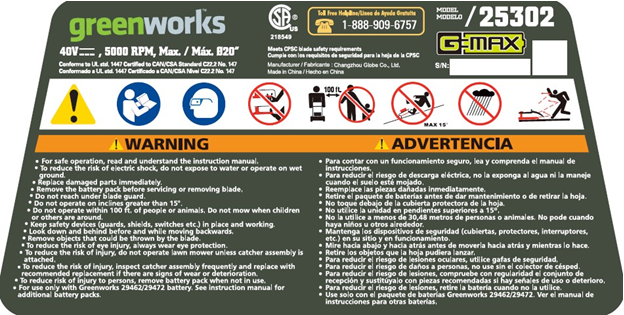 greenworks™
40V⎓, 5000 RPM, Max. / Máx. Ø20"
Conforms to UL std. 1447 Certified to CAN/CSA Standard C22.2 No. 147
Conformado a UL std. 1447 Certificado a CAN/CSA Nivel C22.2 No. 147
SA
US
218549
Toll Free Helpline/Linea de Ayuda Gratuita
1-888-909-6757
Meets CPSC blade safety requirements
Cumpla con los requisitos de seguridad para la hoja de la CPSC
Manufacturer / Fabricante : Changzhou Globe Co., Ltd.
Made in China / Hecho en China
MODEL
MODELO / 25302
G-MAX
S/N:
100 ft.
MAX 15°
WARNING
• For safe operation, read and understand the instruction manual.
• To reduce the risk of electric shock, do not expose to water or operate on wet
ground.
• Replace damaged parts immediately.
• Remove the battery pack before servicing or removing blade.
• Do not reach under blade guard.
• Do not operate on inclines greater than 15°.
• Do not operate within 100 ft. of people or animals. Do not mow when children
or others are around.
• Keep safety devices (guards, shields, switches etc.) in place and working.
• Look down and behind before and while moving backwards.
• Remove objects that could be thrown by the blade.
• To reduce the risk of eye injury, always wear eye protection.
• To reduce the risk of injury, do not operate lawn mower unless catcher assembly is
attached.
• To reduce the risk of injury, inspect catcher assembly frequently and replace with
recommended replacement if there are signs of wear or deterioration.
• To reduce risk of injury to persons, remove battery pack when not in use.
• For use only with Greenworks 29462/29472 battery. See instruction manual for
additional battery packs.
ADVERTENCIA
• Para contar con un funcionamiento seguro, lea y comprenda el manual de
instrucciones.
• Para reducir el riesgo de descarga eléctrica, no la exponga al agua ni la maneje
cuando el suelo esté mojado.
• Reemplace las piezas dañadas inmediatamente.
• Retire el paquete de baterías antes de dar mantenimiento o de retirar la hoja.
• No toque debajo de la cubierta protectora de la hoja.
• No utilice la unidad en pendientes superiores a 15°.
• No la utilice a menos de 30,48 metros de personas o animales. No pode cuando
haya niños u otros alrededor.
• Mantenga los dispositivos de seguridad (cubiertas, protectores, interruptores,
etc.) en su sitio y en funcionamiento.
• Mire hacia abajo y hacia atrás antes de moverla hacia atrás y mientras lo hace.
• Retire los objetos que la hoja pudiera lanzar.
• Para reducir el riesgo de lesiones oculares, utilice gafas de seguridad.
• Para reducir el riesgo de daños a personas, no use sin el colector de césped.
• Para reducir el riesgo de lesiones, compruebe con regularidad el conjunto de
recepción y sustitúyalo con piezas recomendadas si hay señales de uso o deterioro.
• Para reducir el riesgo de lesiones, retire la batería cuando no la utilice.
• Use solo con el paquete de baterías Greenworks 29462/29472. Ver el manual de
instrucciones para otras baterías.